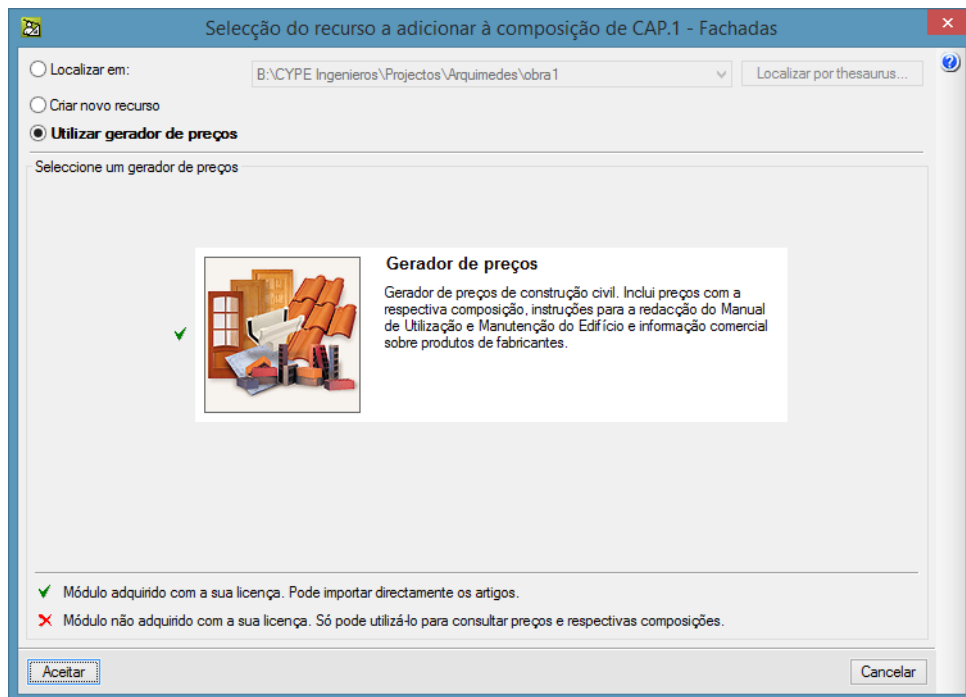 Selecção do recurso a adicionar à composição de CAP.1 - Fachadas
Localizar em:
B:\CYPE Ingenieros\Projectos\Arquimedes\obra1
Localizar por thesaurus...
Criar novo recurso
Utilizar gerador de preços
Seleccione um gerador de preços
Gerador de preços
Gerador de preços de construção civil. Inclui preços com a
respectiva composição, instruções para a redacção do Manual
de Utilização e Manutenção do Edifício e informação comercial
sobre produtos de fabricantes.
Módulo adquirido com a sua licença. Pode importar directamente os artigos.
Módulo não adquirido com a sua licença. Só pode utilizá-lo para consultar preços e respectivas composições.
Aceitar
Cancelar